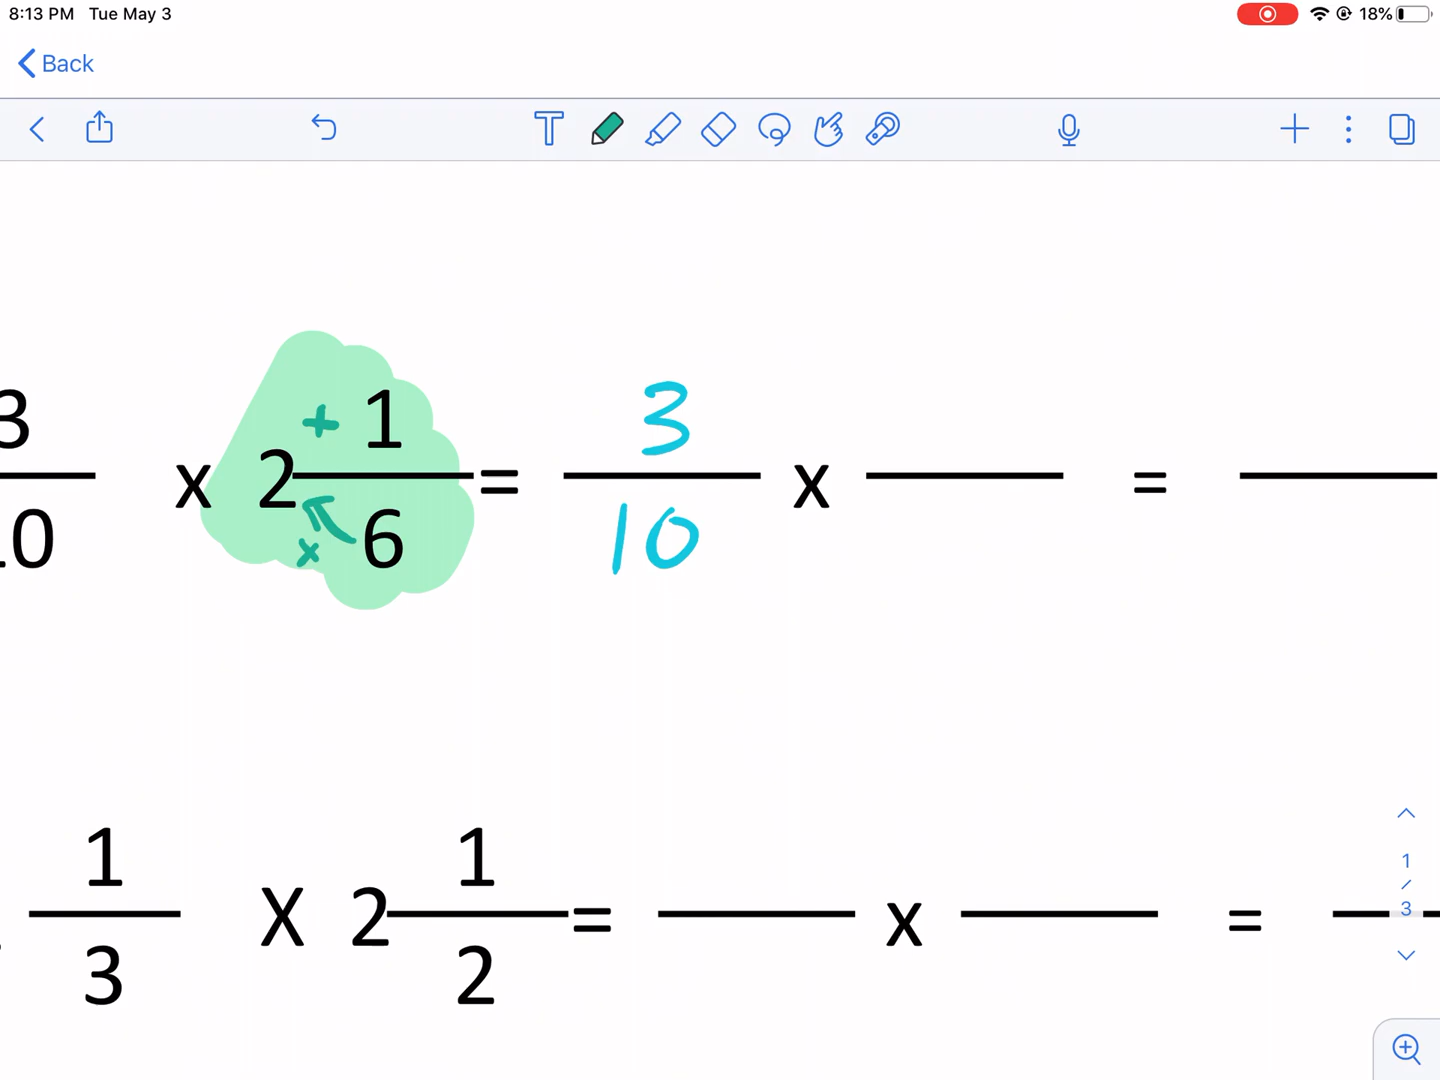 8:13 PM Tue May 3 18%
Back
T
3 + 1 3
x 2 = x =
10 x 6 10
1 1
X 2 = x =
3 2
1
/
3